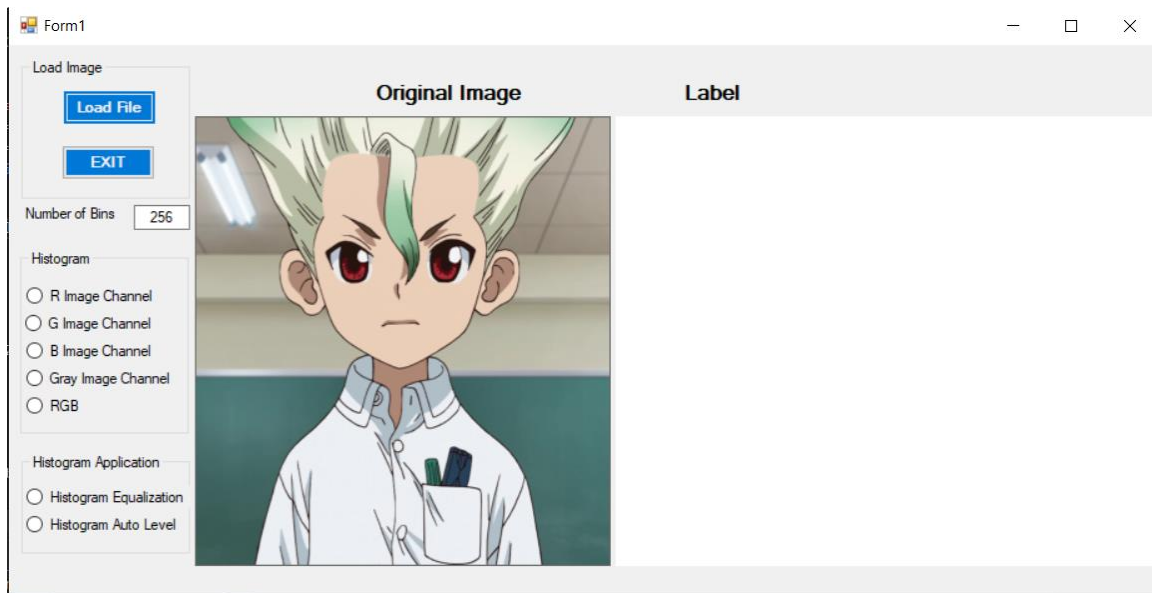 Form1
Load Image
Load File
EXIT
Number of Bins 256
Histogram
R Image Channel
G Image Channel
B Image Channel
Gray Image Channel
RGB
Histogram Application
Histogram Equalization
Histogram Auto Level
Original Image
Label